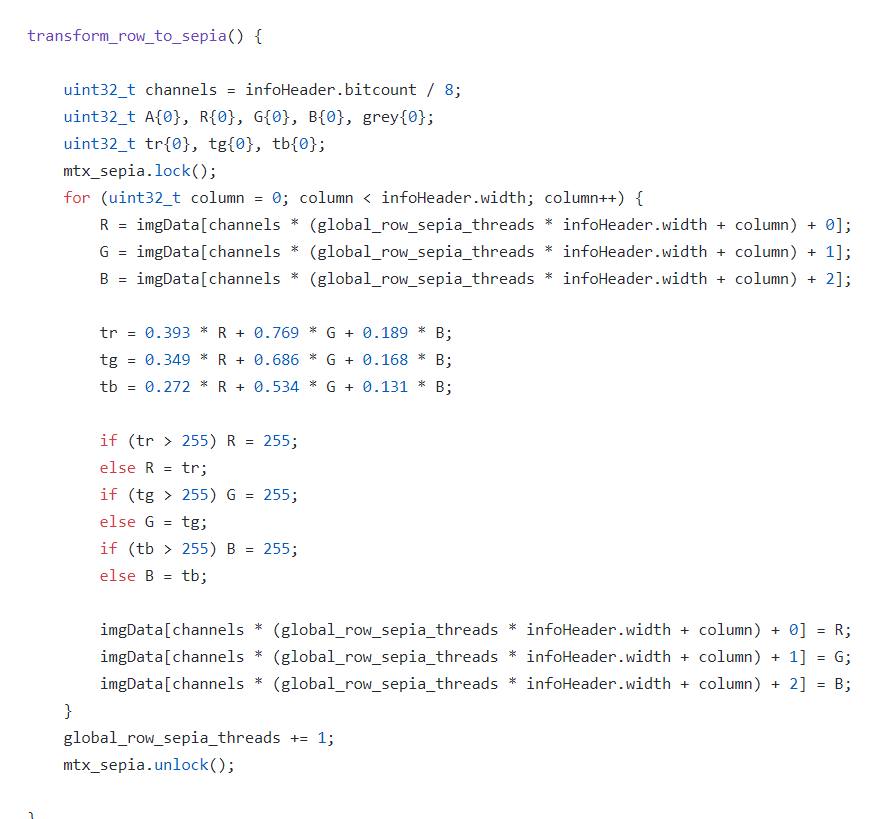 transform_row_to_sepia() {
uint32_t channels = infoHeader.bitcount / 8;
uint32_t A{0}, R{0}, G{0}, B{0}, grey{0};
uint32_t tr{0}, tg{0}, tb{0};
mtx_sepia.lock();
for (uint32_t column = 0; column < infoHeader.width; column++) {
R = imgData[channels * (global_row_sepia_threads * infoHeader.width + column) + 0];
G = imgData[channels * (global_row_sepia_threads * infoHeader.width + column) + 1];
B = imgData[channels * (global_row_sepia_threads * infoHeader.width + column) + 2];
tr = 0.393 * R + 0.769 * G + 0.189 * B;
tg = 0.349 * R + 0.686 * G + 0.168 * B;
tb = 0.272 * R + 0.534 * G + 0.131 * B;
if (tr > 255) R = 255;
else R = tr;
if (tg > 255) G = 255;
else G = tg;
if (tb > 255) B = 255;
else B = tb;
imgData[channels * (global_row_sepia_threads * infoHeader.width + column) + 0] = R;
imgData[channels * (global_row_sepia_threads * infoHeader.width + column) + 1] = G;
imgData[channels * (global_row_sepia_threads * infoHeader.width + column) + 2] = B;
}
global_row_sepia_threads += 1;
mtx_sepia.unlock();
}